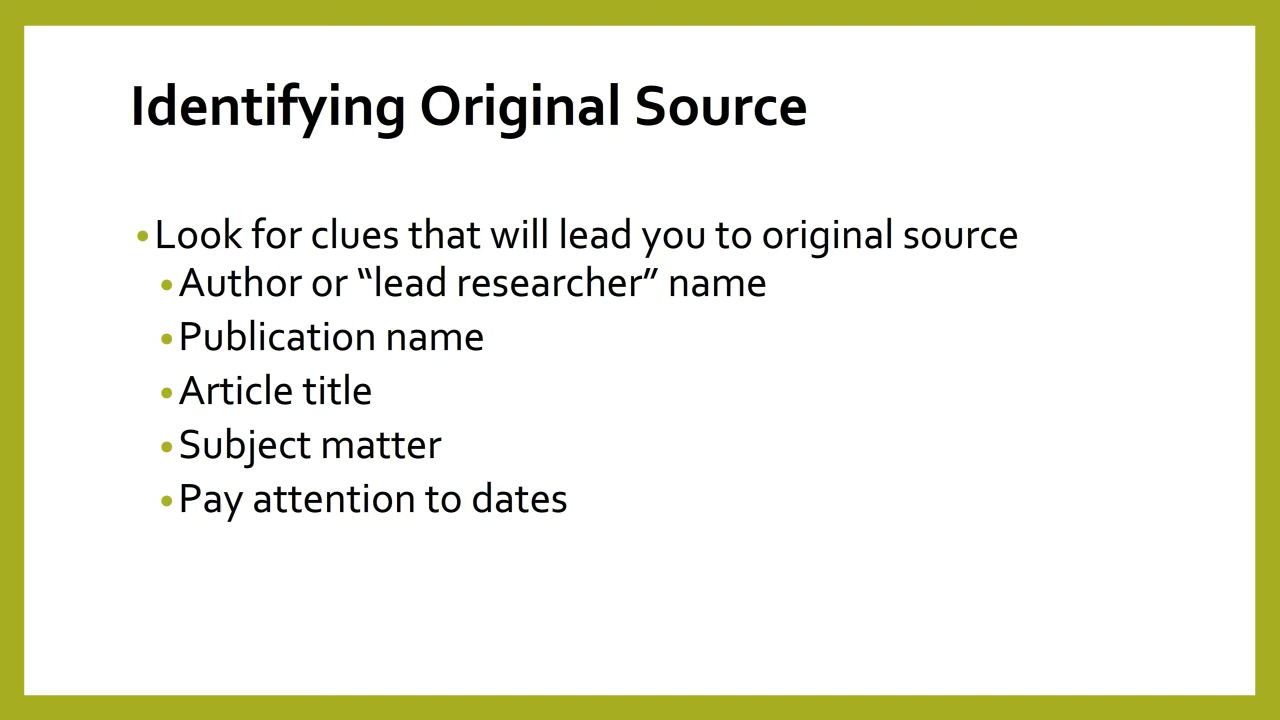 Identifying Original Source
•Look for clues that will lead you to original source
•Author or “lead researcher” name
•Publication name
•Article title
•Subject matter
•Pay attention to dates